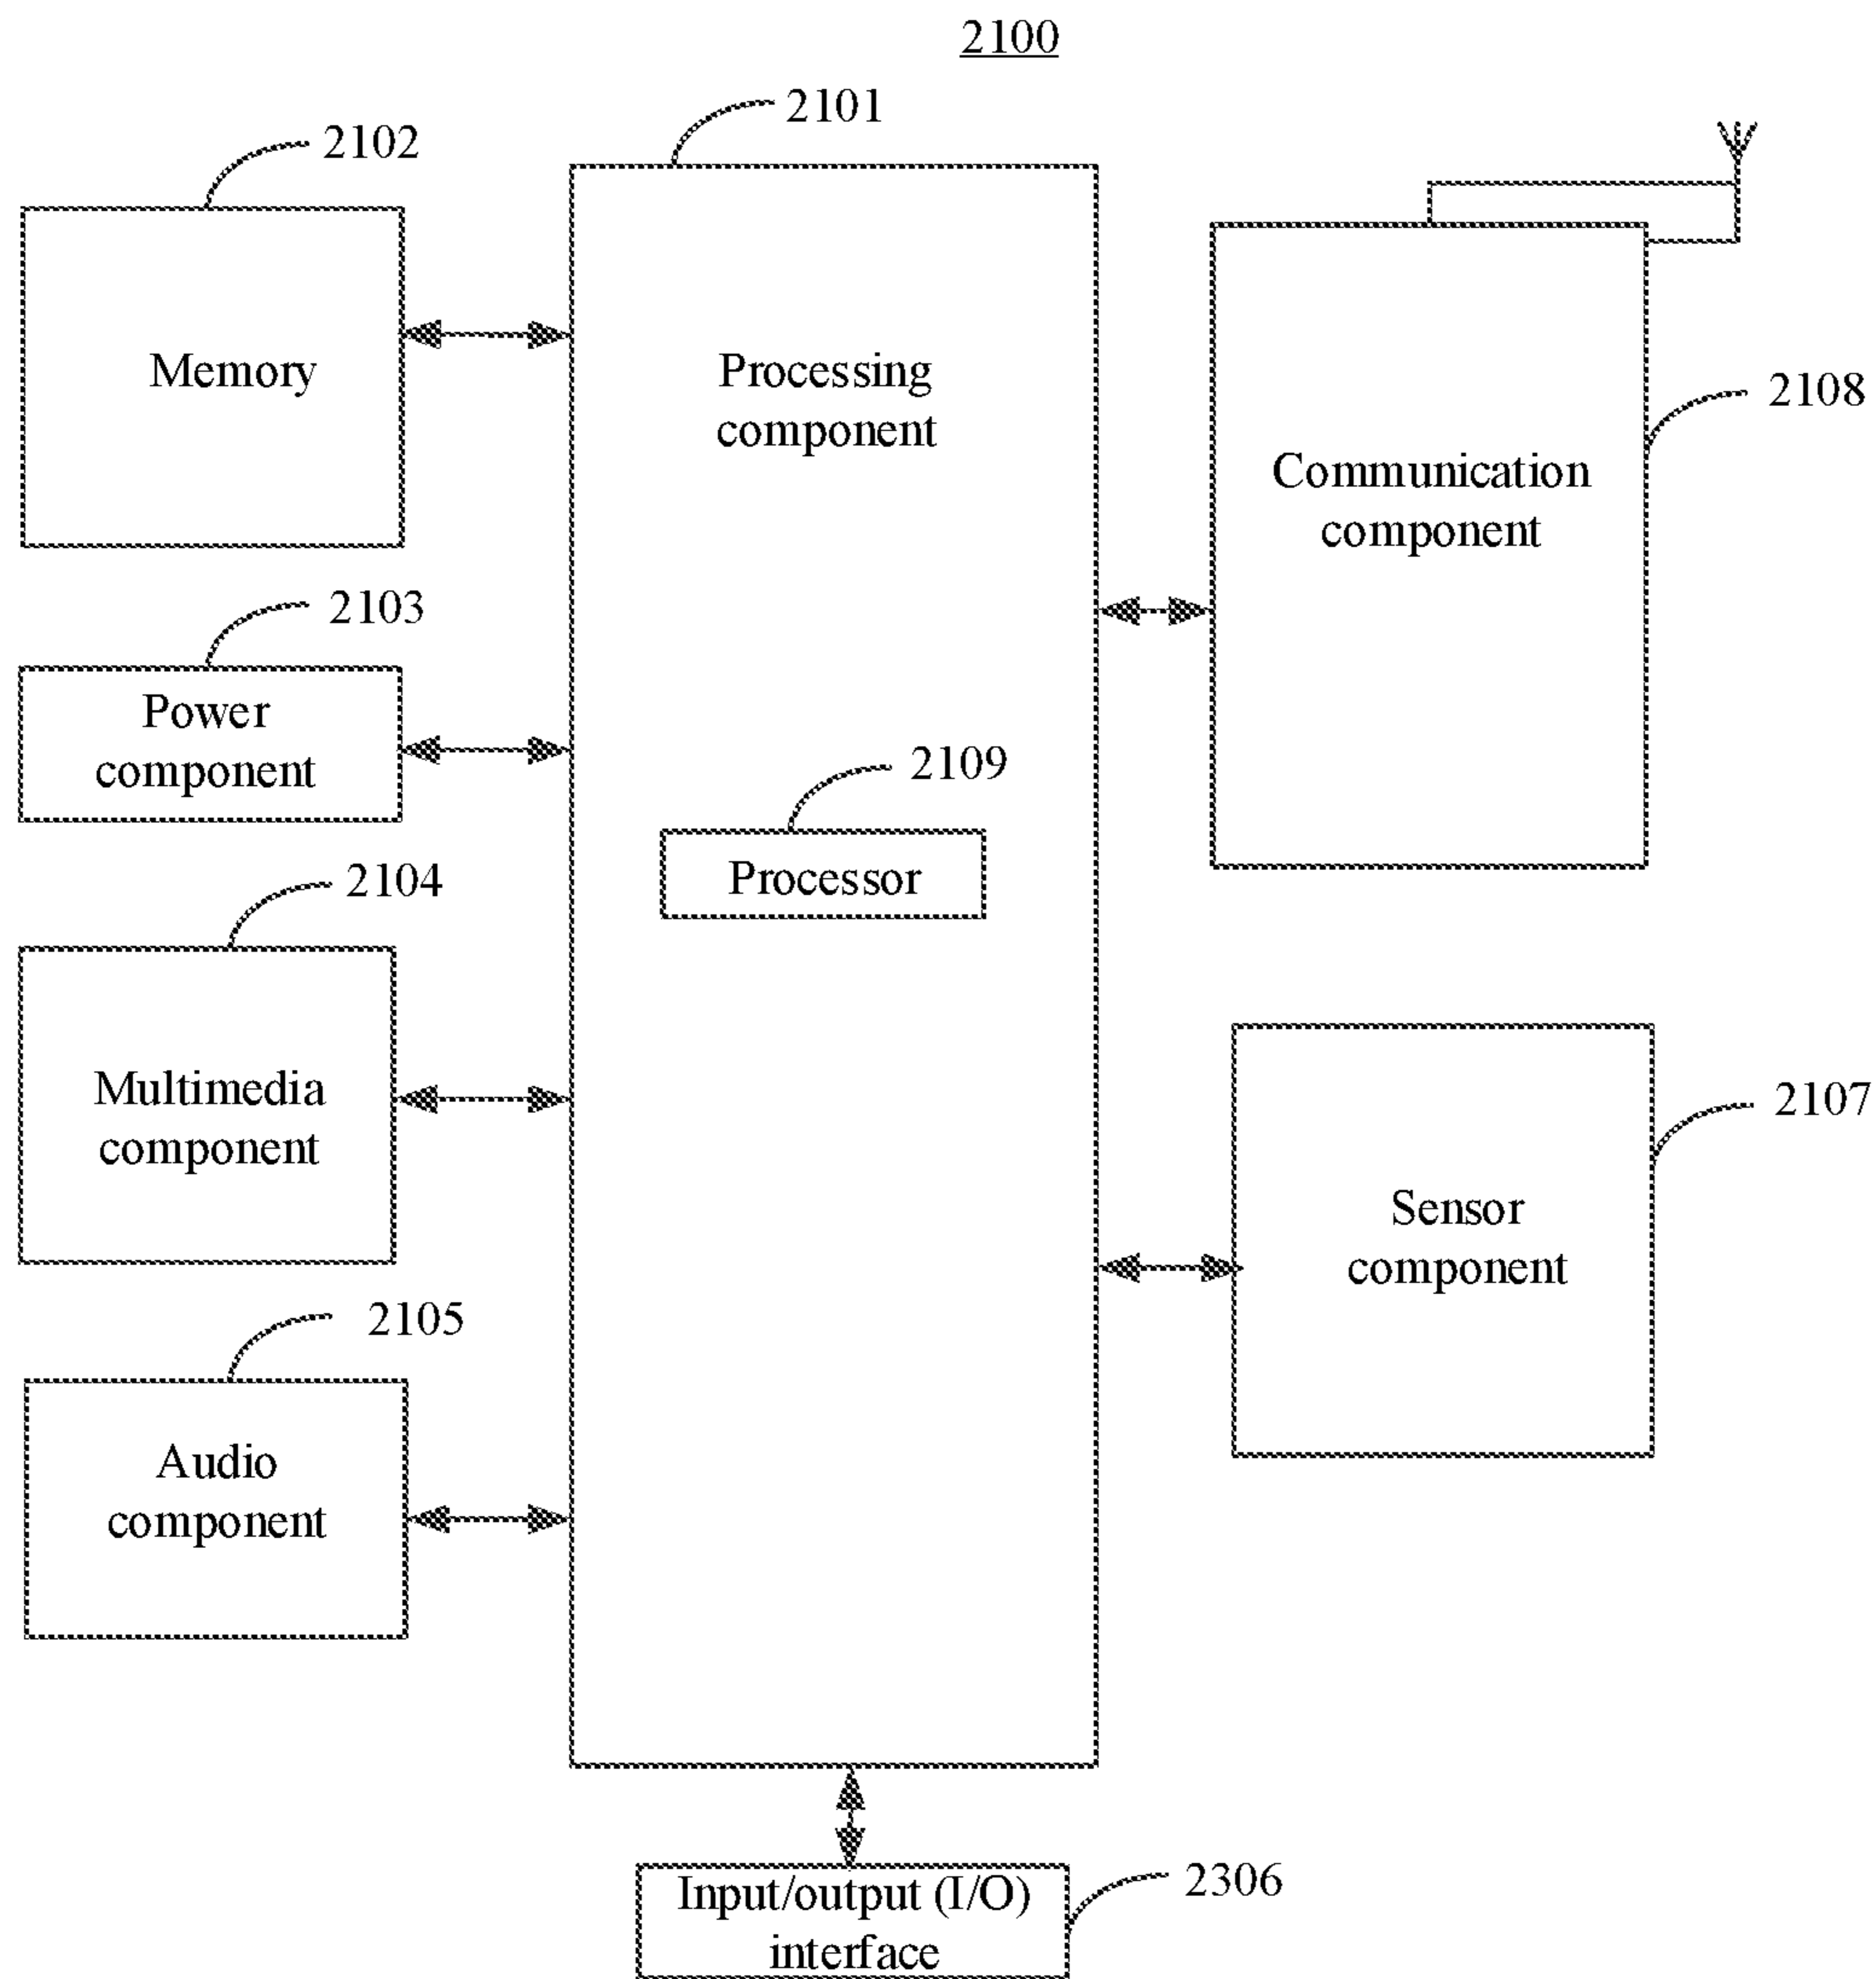 2100
2101
2102
Memory
Processing
component
2108
Communication
component
2103
Power
component
2109
Processor
2104
Multimedia
component
2107
Sensor
component
2105
Audio
component
2306
Input/output (I/O)
interface